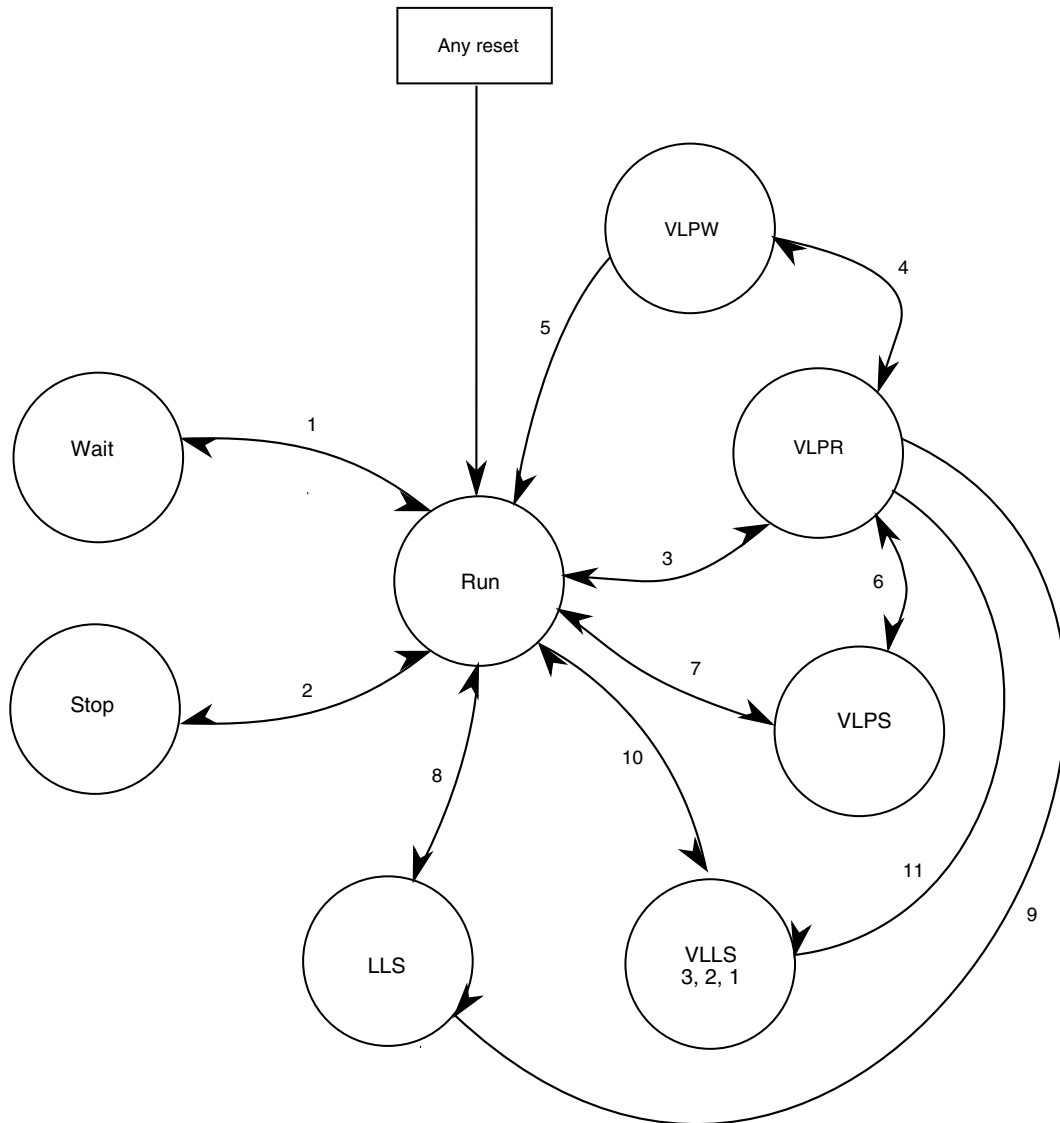 Any reset
VLPW
4
5
Wait
1
VLPR
3
Run
6
Stop
2
7
VLPS
10
8
11
9
LLS
VLLS
3, 2, 1